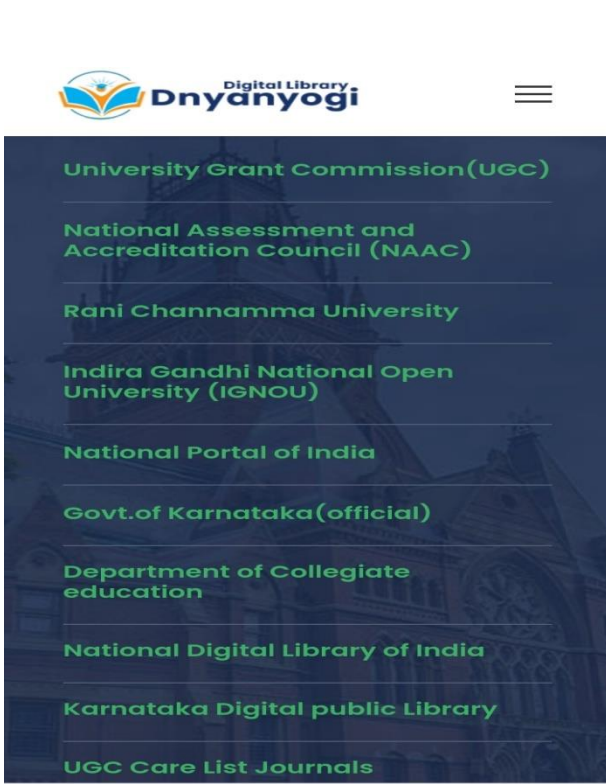 Digital Library
Dnyanyogi
University Grant Commission(UGC)
National Assessment and
Accreditation Council (NAAC)
Rani Channamma University
Indira Gandhi National Open
University (IGNOU)
National Portal of India
Govt.of Karnataka(official)
Department of Collegiate
education
National Digital Library of India
Karnataka Digital public Library
UGC Care List Journals